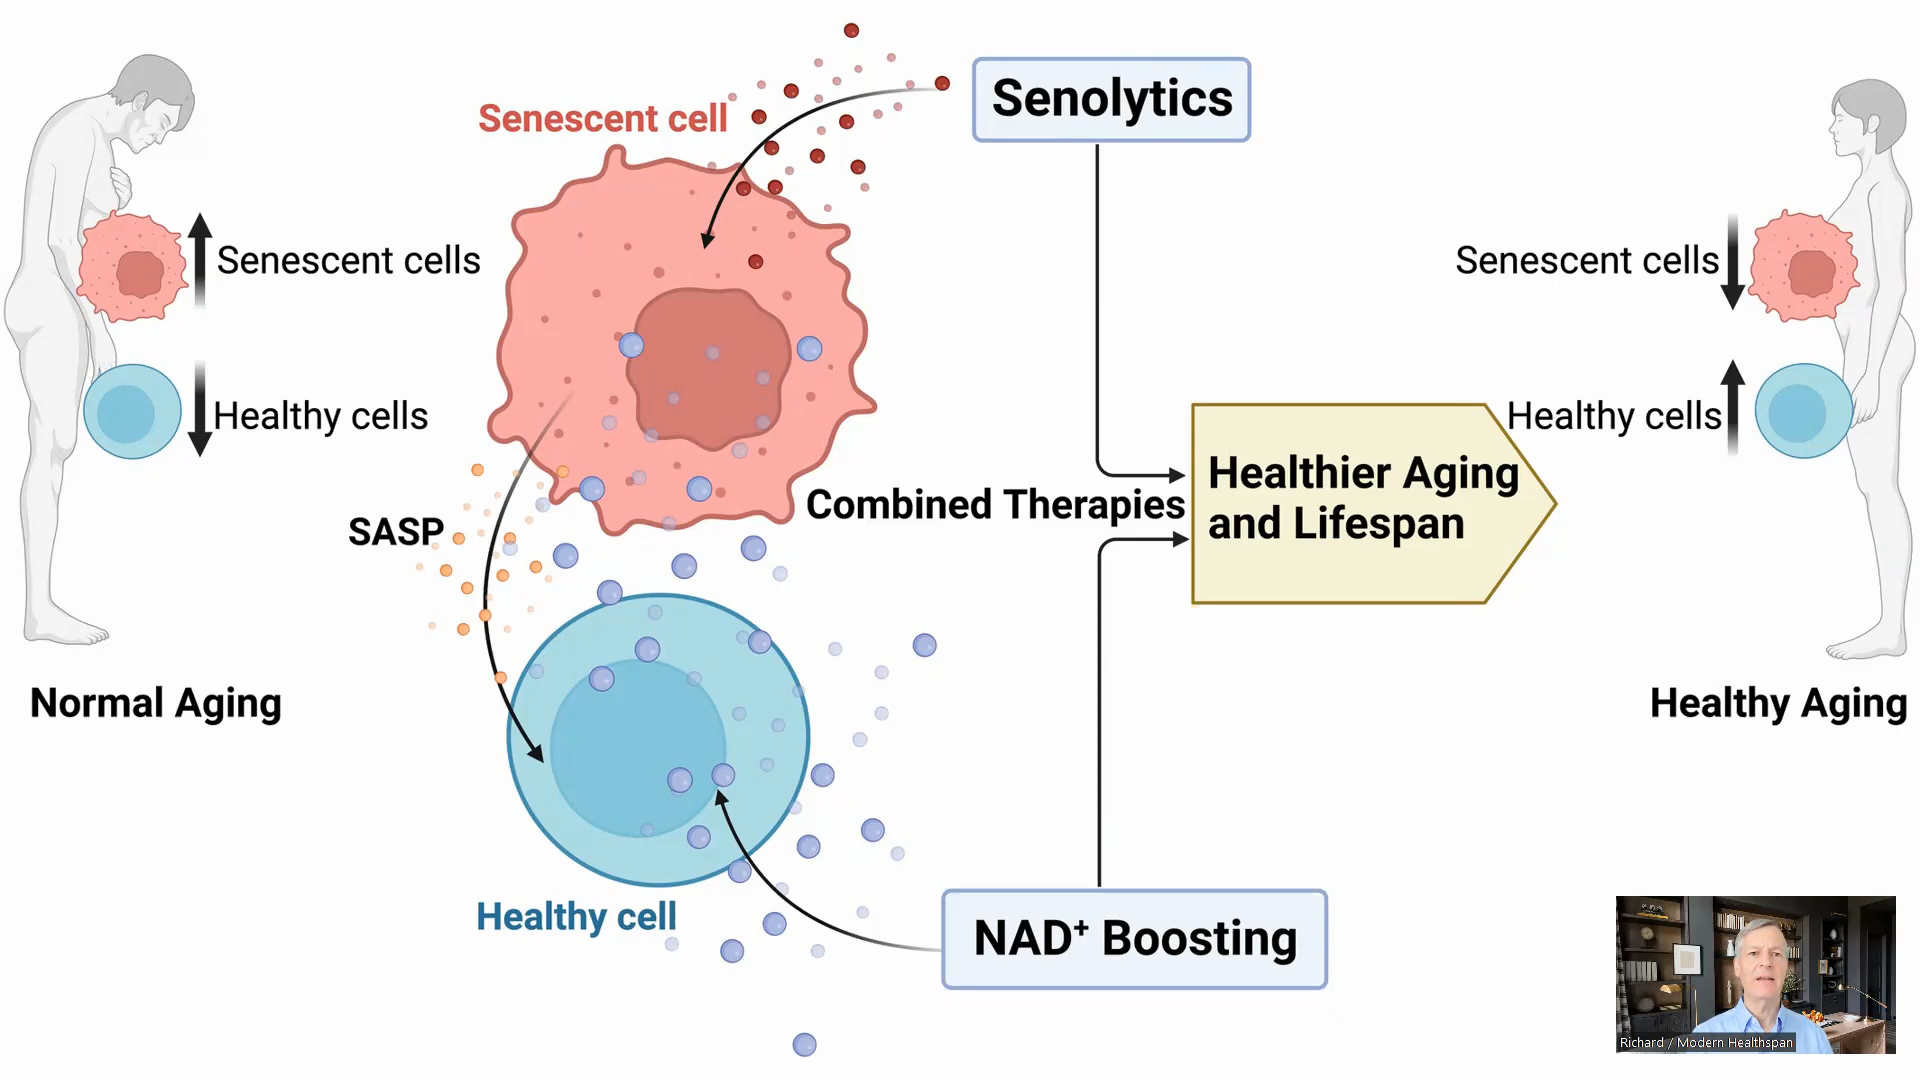 Senolytics
Senescent cell
Senescent cells
Senescent cells
Healthy cells
Healthy cells
Healthier Aging
and Lifespan
Combined Therapies
SASP
Normal Aging
Healthy Aging
Healthy cell
NAD⁺ Boosting
Richard / Modern Healthspan